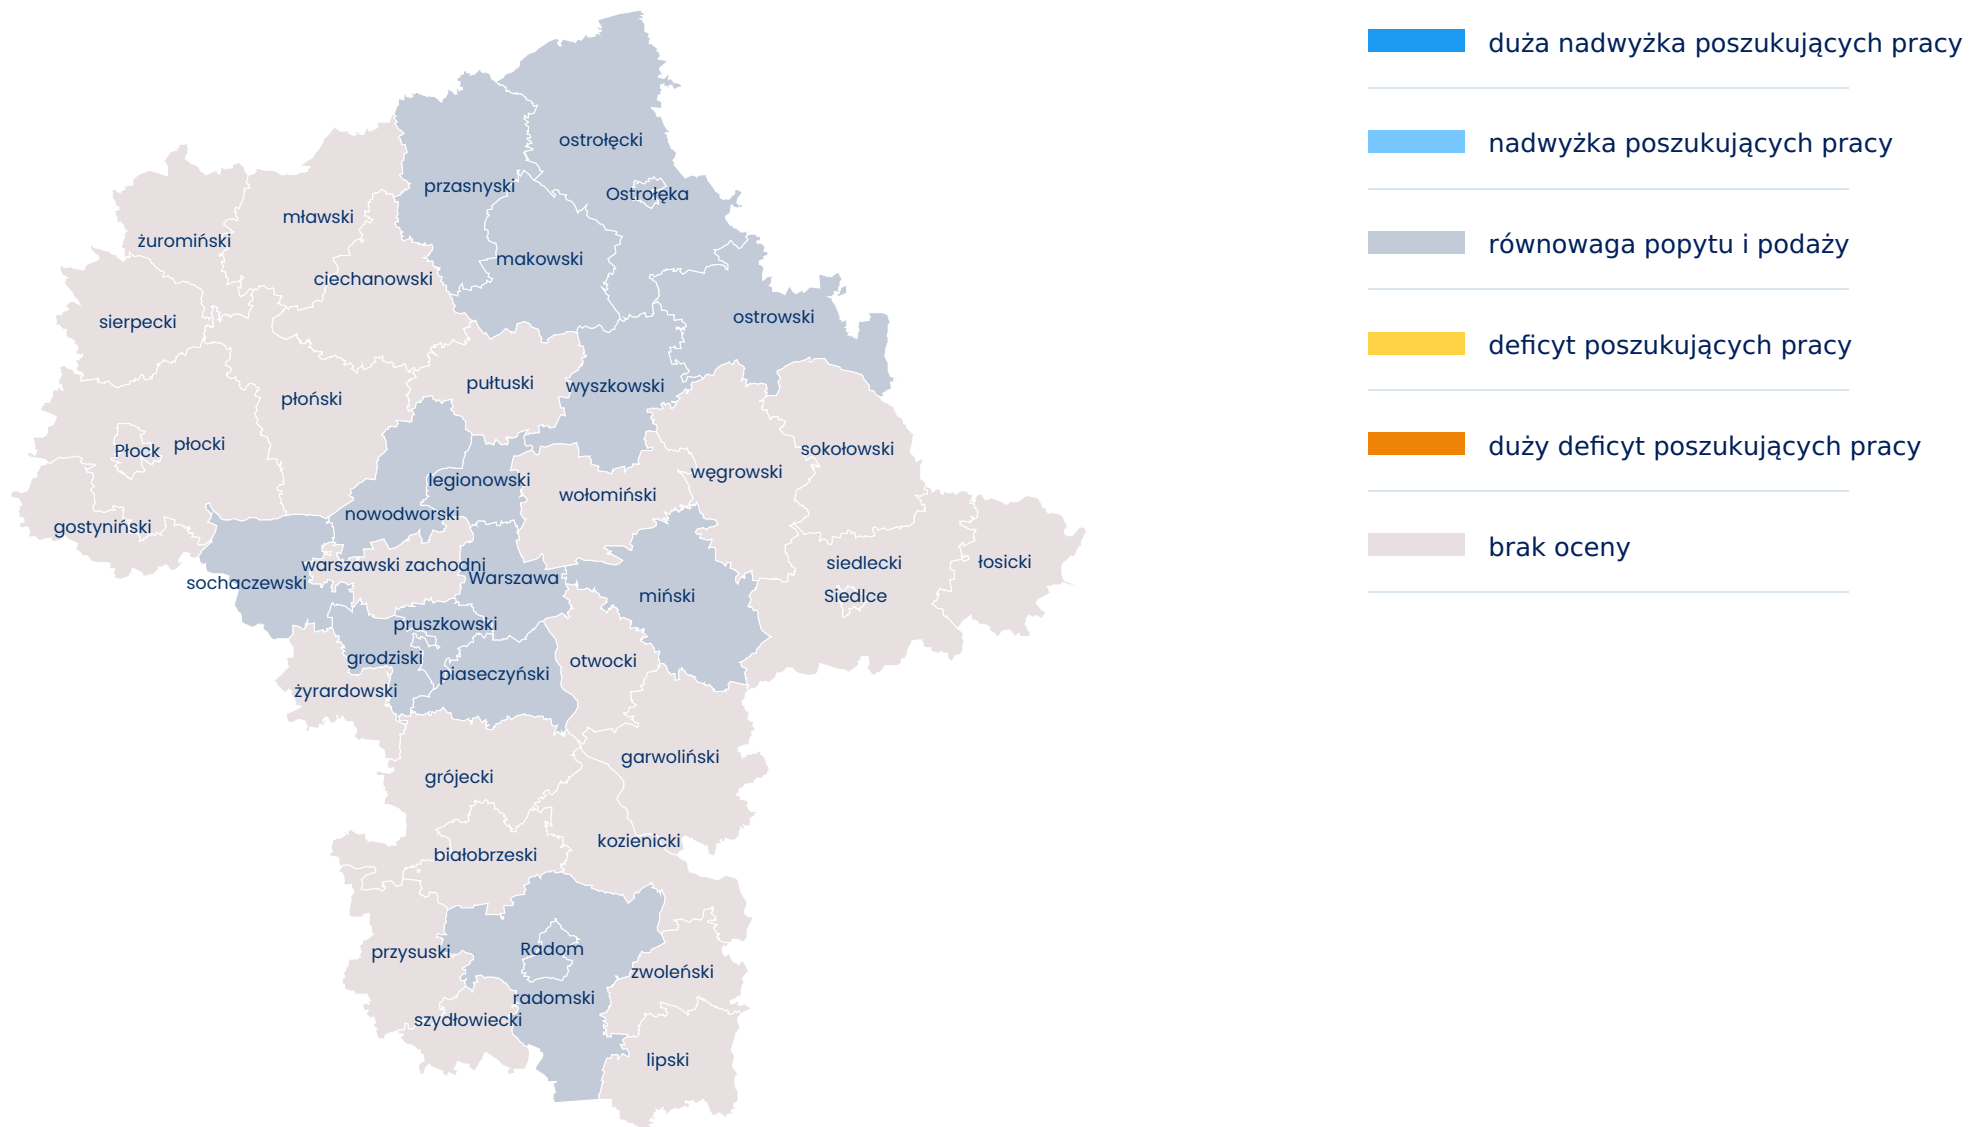 ostrołęcki
przasnyski
Ostrołęka
mławski
żuromiński
makowski
ciechanowski
ostrowski
sierpecki
pułtuski
wyszkowski
płoński
płocki
Płock
sokołowski
węgrowski
legionowski
wołomiński
nowodworski
gostyniński
siedlecki
łosicki
warszawski zachodni
Warszawa
sochaczewski
miński
Siedlce
pruszkowski
grodziski
otwocki
piaseczyński
żyrardowski
garwoliński
grójecki
kozienicki
białobrzeski
Radom
przysuski
zwoleński
radomski
szydłowiecki
lipski
duża nadwyżka poszukujących pracy
nadwyżka poszukujących pracy
równowaga popytu i podaży
deficyt poszukujących pracy
duży deficyt poszukujących pracy
brak oceny